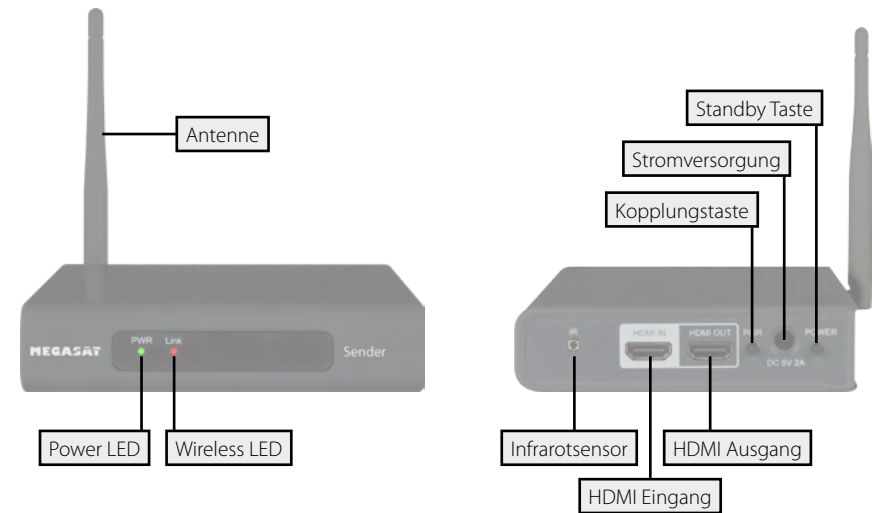 Antenne
MEGASAT
PWR Link
Sender
Power LED
Wireless LED
Standby Taste
Stromversorgung
Kopplungstaste
IR
HDMI IN
HDMI OUT
POWER
DC 5V 2A
Infrarotsensor
HDMI Ausgang
HDMI Eingang